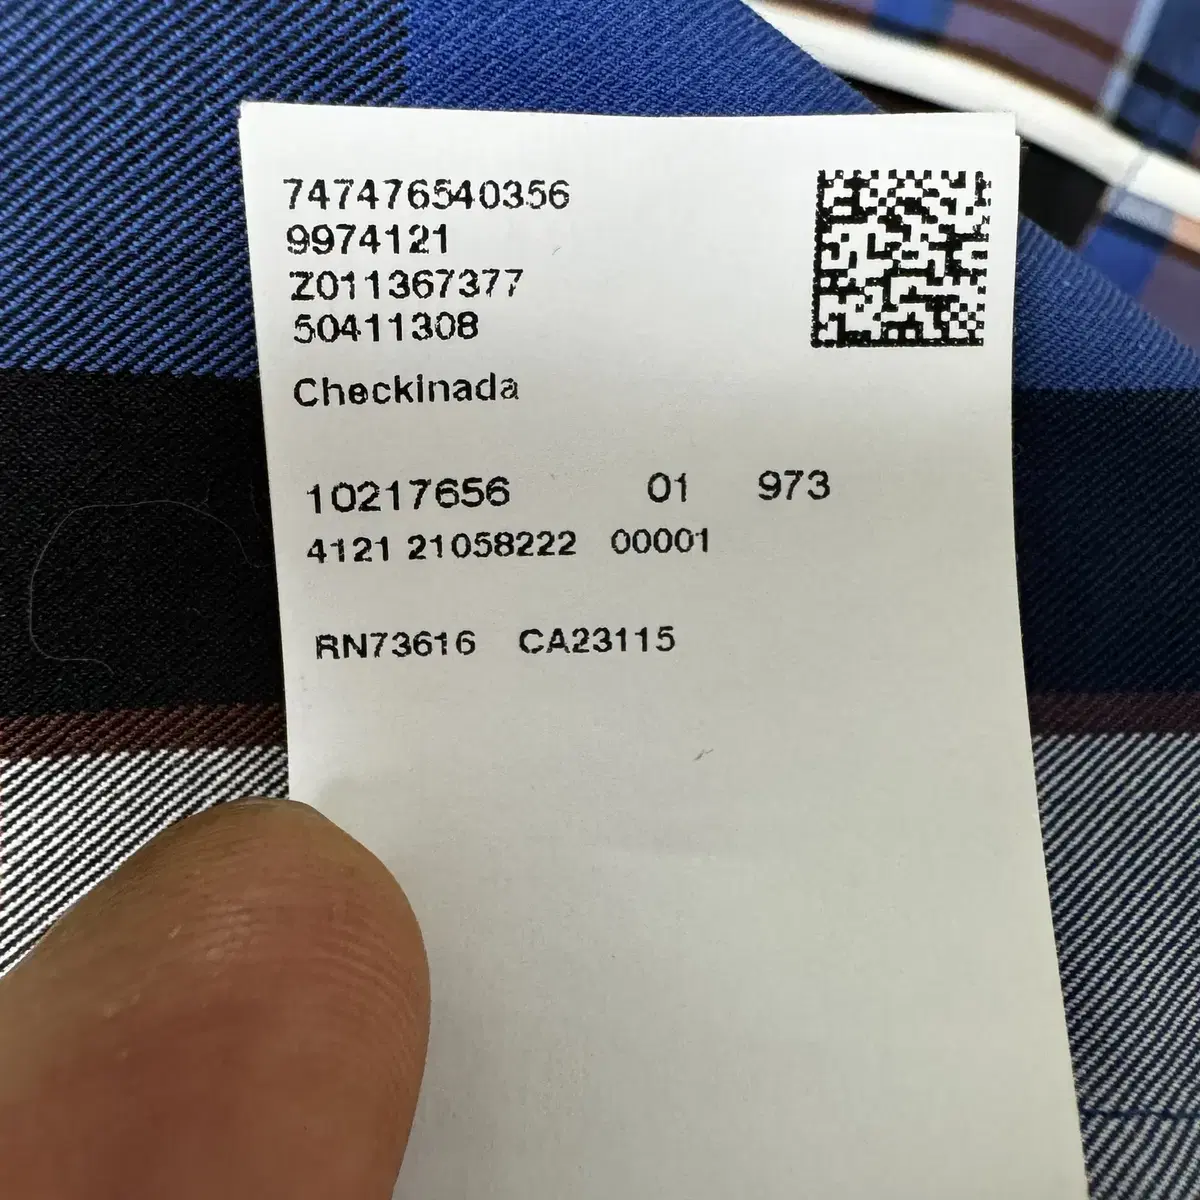 747476540356
9974121
Z011367377
50411308
Checkinada
10217656 01 973
4121 21058222 00001
RN73616 CA23115